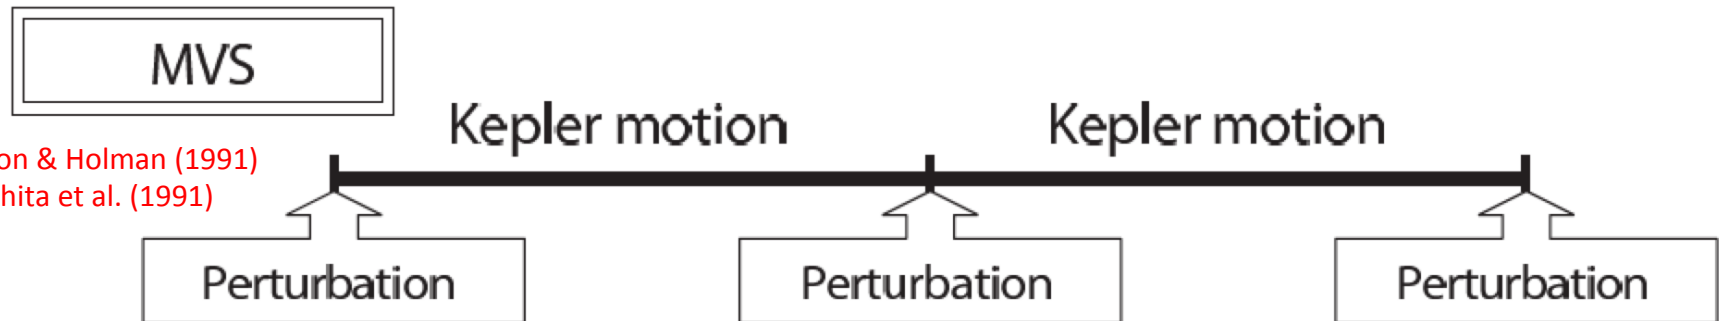 MVS
Kepler motion Kepler motion
on & Holman (1991)
hita et al. (1991)
Perturbation Perturbation Perturbation